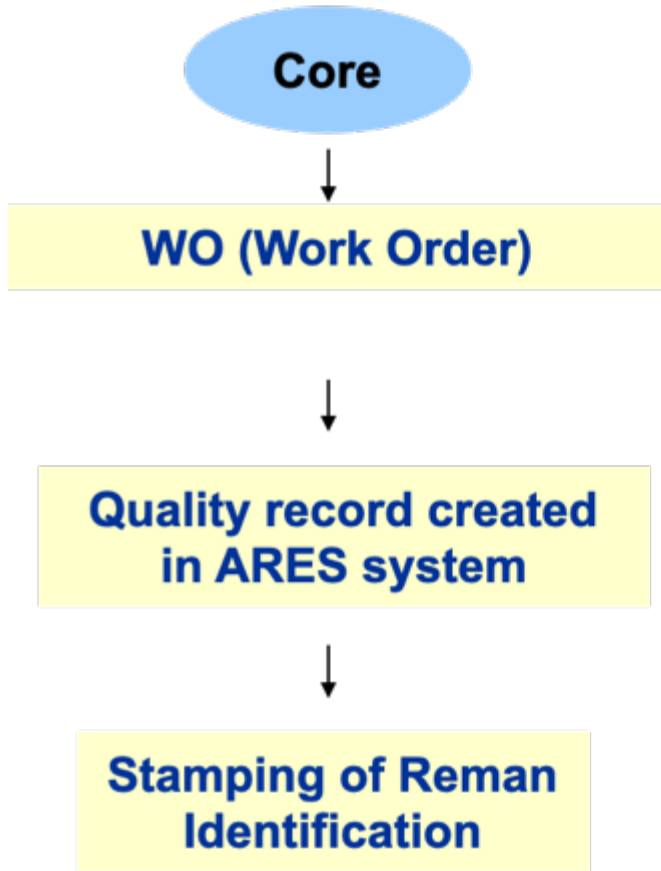 Core
WO (Work Order)
Quality record created
in ARES system
Stamping of Reman
Identification